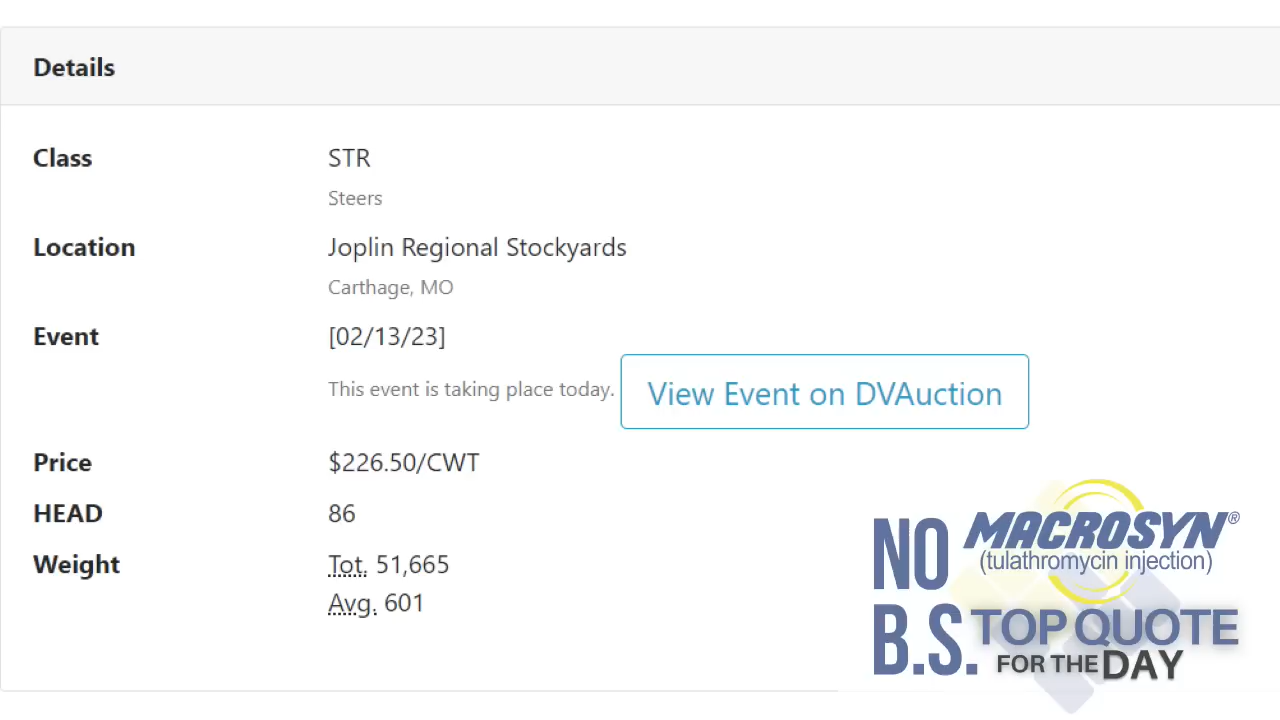 Details
Class STR
Steers
Location Joplin Regional Stockyards
Carthage, MO
Event [02/13/23]
This event is taking place today. View Event on DVAuction
Price $226.50/CWT
HEAD 86
Weight Tot. 51,665
Avg. 601
NO MACROSYN®
(tulathromycin injection)
B.S. TOP QUOTE
FOR THE DAY